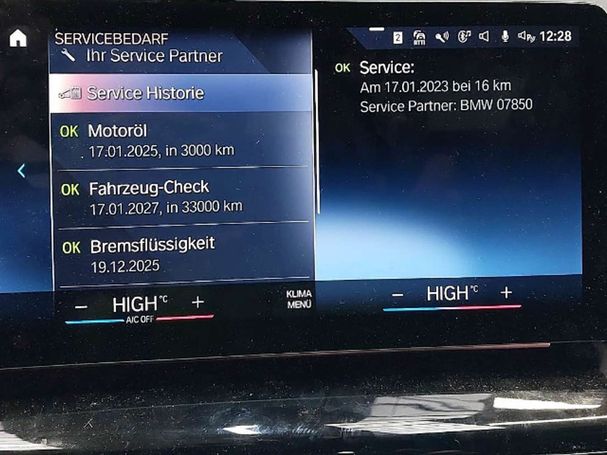 SERVICEBEDARF
Ihr Service Partner
Service Historie
OK Motoröl
17.01.2025, in 3000 km
OK Fahrzeug-Check
17.01.2027, in 33000 km
OK Bremsflüssigkeit
19.12.2025
2 RTTI 12:28
OK Service:
Am 17.01.2023 bei 16 km
Service Partner: BMW 07850
– HIGH °C +
A/C OFF
KLIMA
MENÜ
– HIGH °C +